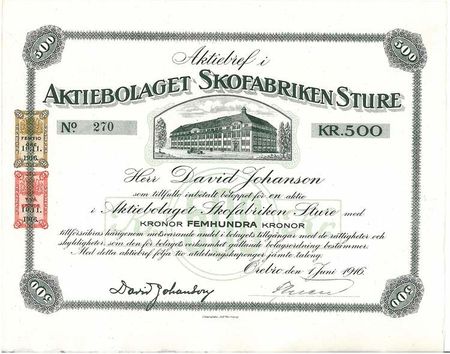 500
500
Aktiebref i
AKTIEBOLAGET SKOFABRIKEN STURE
No. 270
KR.500
Herr David Johanson
som tillfullo inbetalt beloppet för en aktie
i Aktiebolaget Skofabriken Sture med
KRONOR FEMHUNDRA KRONOR
tillförsäkras härigenom motsvarande andel i bolagets tillgångar med de rättigheter och
skyldigheter, som den för bolagets verksamhet gällande bolagsordning bestämmer.
Med detta aktiebref följa tio utdelningskuponger jämte talong.
Örebro den 1 Juni 1916.
David Johanson
500
500